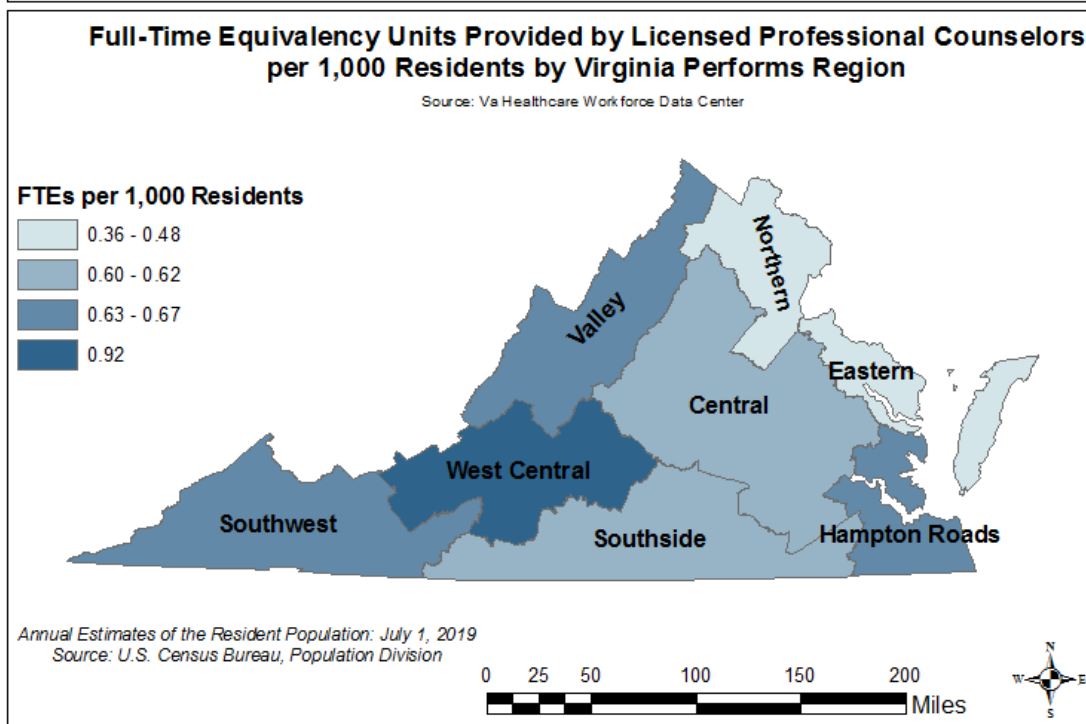 Full-Time Equivalency Units Provided by Licensed Professional Counselors
per 1,000 Residents by Virginia Performs Region
Source: Va Healthcare Workforce Data Center
FTEs per 1,000 Residents
0.36 - 0.48
0.60 - 0.62
0.63 - 0.67
0.92
Northern
Valley
Eastern
Central
West Central
Southwest
Southside
Hampton Roads
Annual Estimates of the Resident Population: July 1, 2019
Source: U.S. Census Bureau, Population Division
0 25 50 100 150 200
Miles
N
W E
S